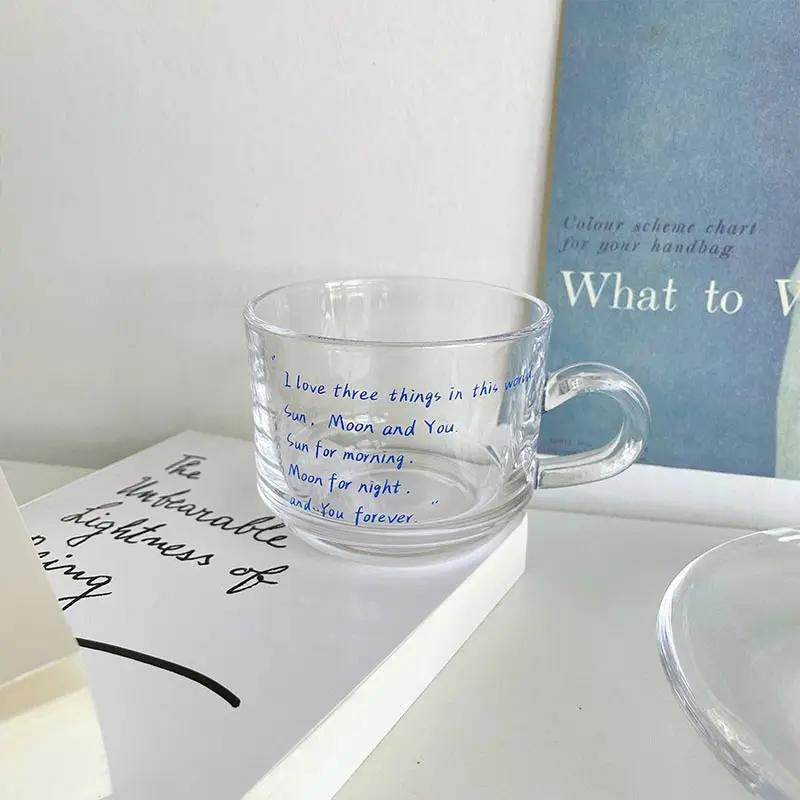 Colour scheme chart
for your handbag
What to
" I love three things in this world
Sun, Moon and You.
Sun for morning.
Moon for night.
and You forever. "
The
Unbearable
Lightness of